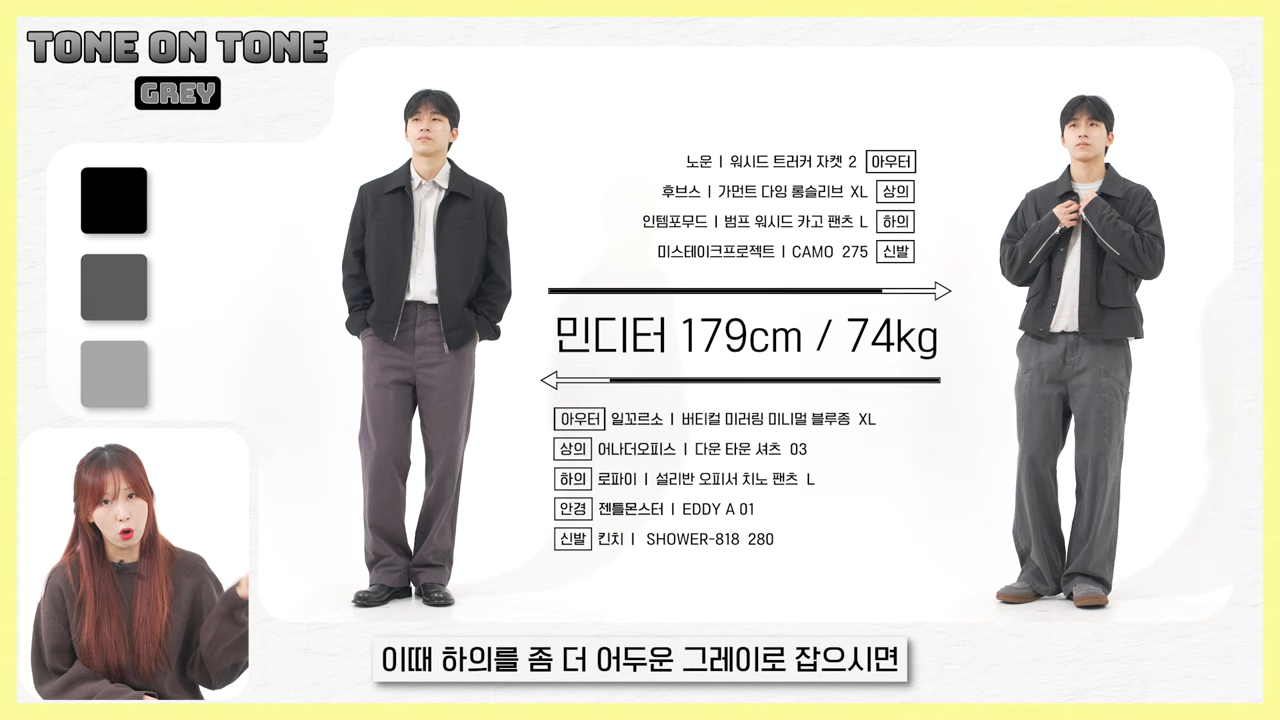 TONE ON TONE
GREY
노운 | 워시드 트러커 자켓 2 아우터
후브스 | 가먼트 다잉 롱슬리브 XL 상의
인템포무드 | 범프 워시드 카고 팬츠 L 하의
미스테이크프로젝트 | CAMO 275 신발
민디터 179cm / 74kg
아우터 일꼬르소 | 버티컬 미러링 미니멀 블루종 XL
상의 어나더오피스 | 다운 타운 셔츠 03
하의 로파이 | 설리반 오피서 치노 팬츠 L
안경 젠틀몬스터 | EDDY A 01
신발 킨치 | SHOWER-818 280
이때 하의를 좀 더 어두운 그레이로 잡으시면